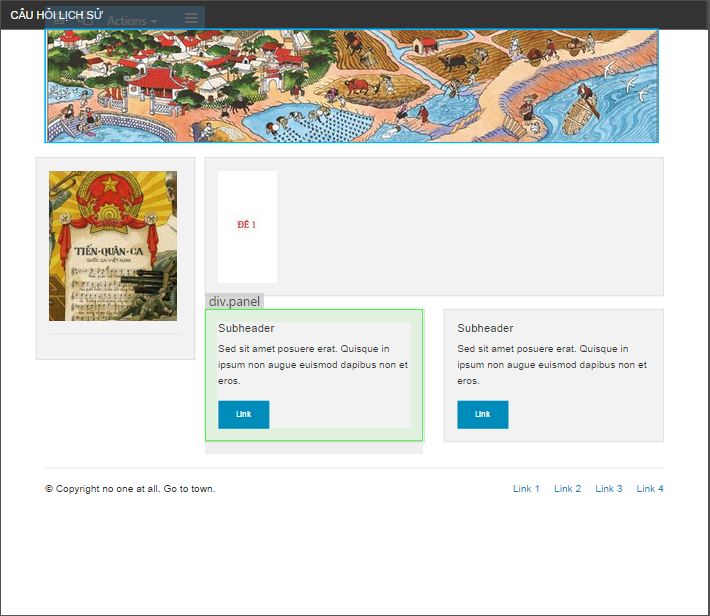 CÂU HỎI LỊCH SỬ
Actions
TIẾN·QUÂN·CA
QUỐC CA VIỆT NAM
ĐỀ 1
div.panel
Subheader
Sed sit amet posuere erat. Quisque in
ipsum non augue euismod dapibus non et
eros.
Link
Subheader
Sed sit amet posuere erat. Quisque in
ipsum non augue euismod dapibus non et
eros.
Link
© Copyright no one at all. Go to town.
Link 1
Link 2
Link 3
Link 4